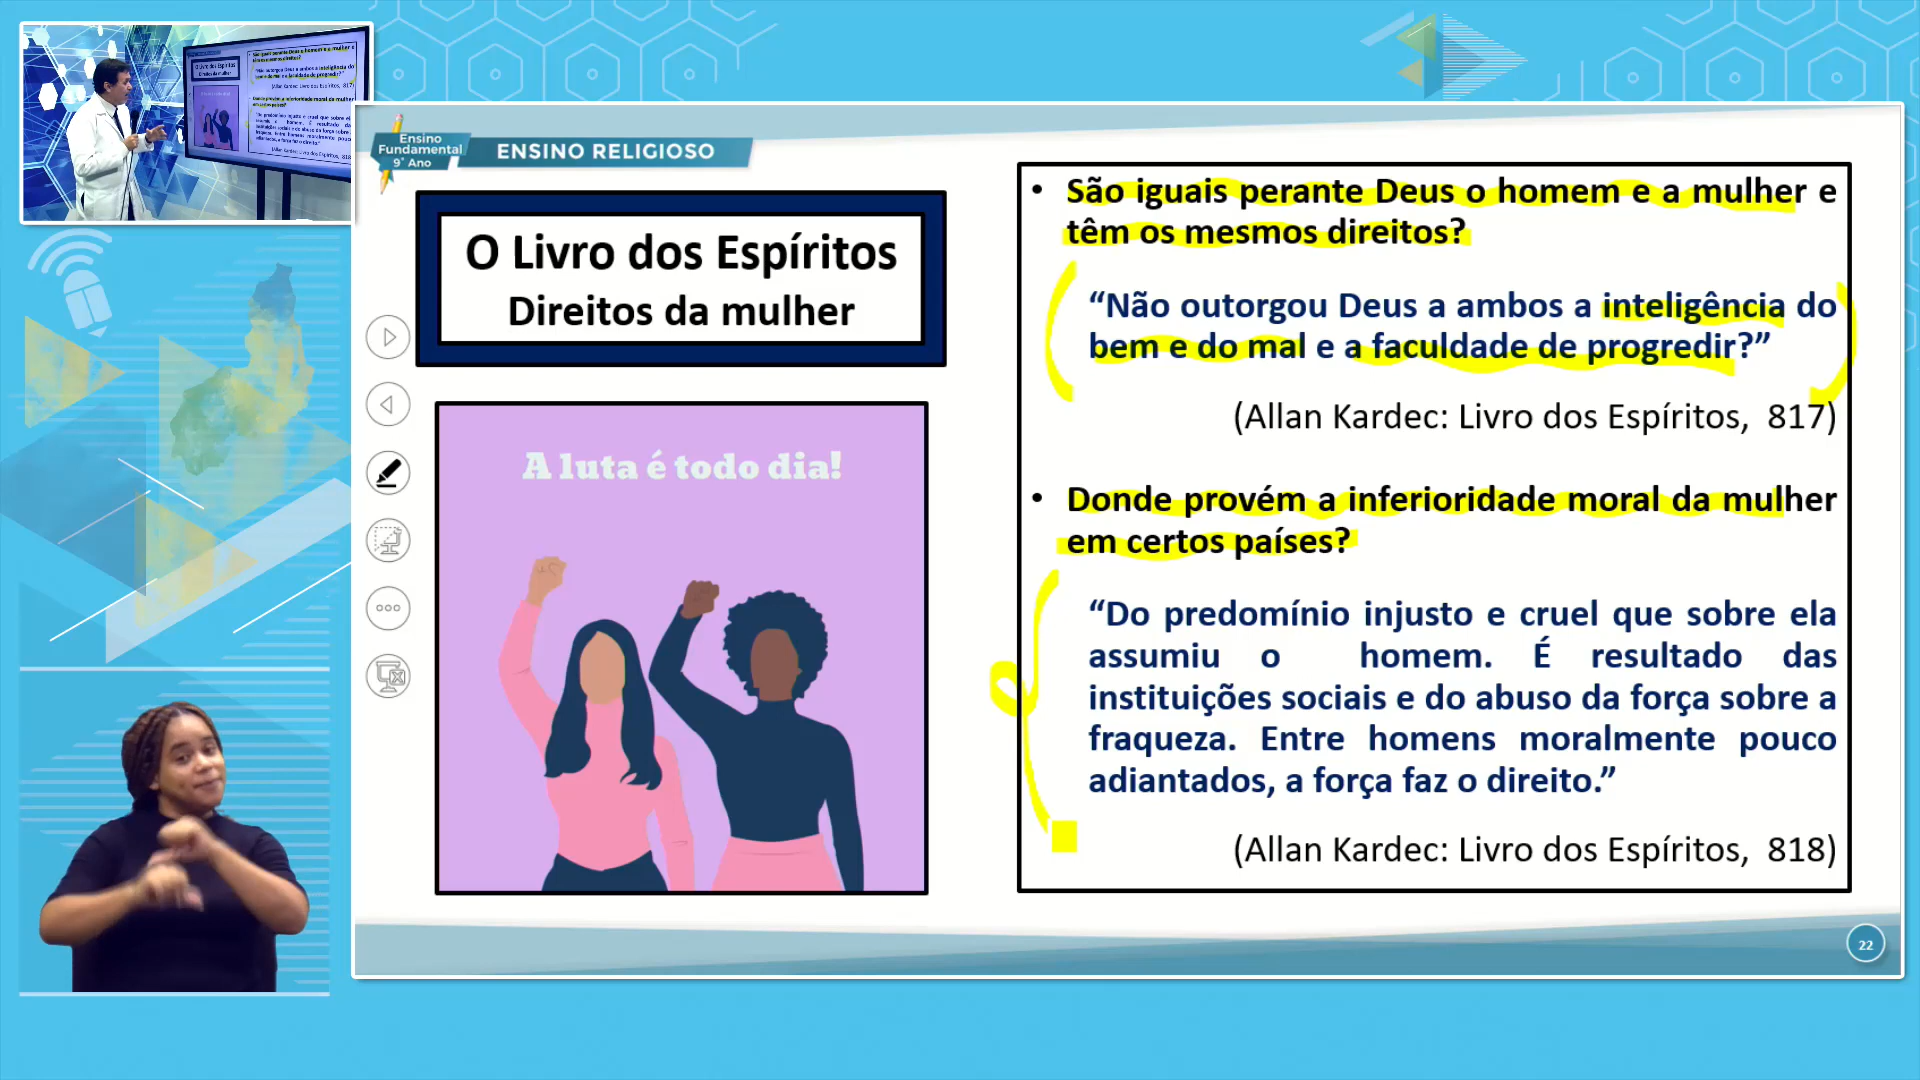 Ensino
Fundamental
9° Ano
ENSINO RELIGIOSO
O Livro dos Espíritos
Direitos da mulher
A luta é todo dia!
• São iguais perante Deus o homem e a mulher e
têm os mesmos direitos?
“Não outorgou Deus a ambos a inteligência do
bem e do mal e a faculdade de progredir?”
(Allan Kardec: Livro dos Espíritos, 817)
• Donde provém a inferioridade moral da mulher
em certos países?
“Do predomínio injusto e cruel que sobre ela
assumiu o homem. É resultado das
instituições sociais e do abuso da força sobre a
fraqueza. Entre homens moralmente pouco
adiantados, a força faz o direito.”
(Allan Kardec: Livro dos Espíritos, 818)
22